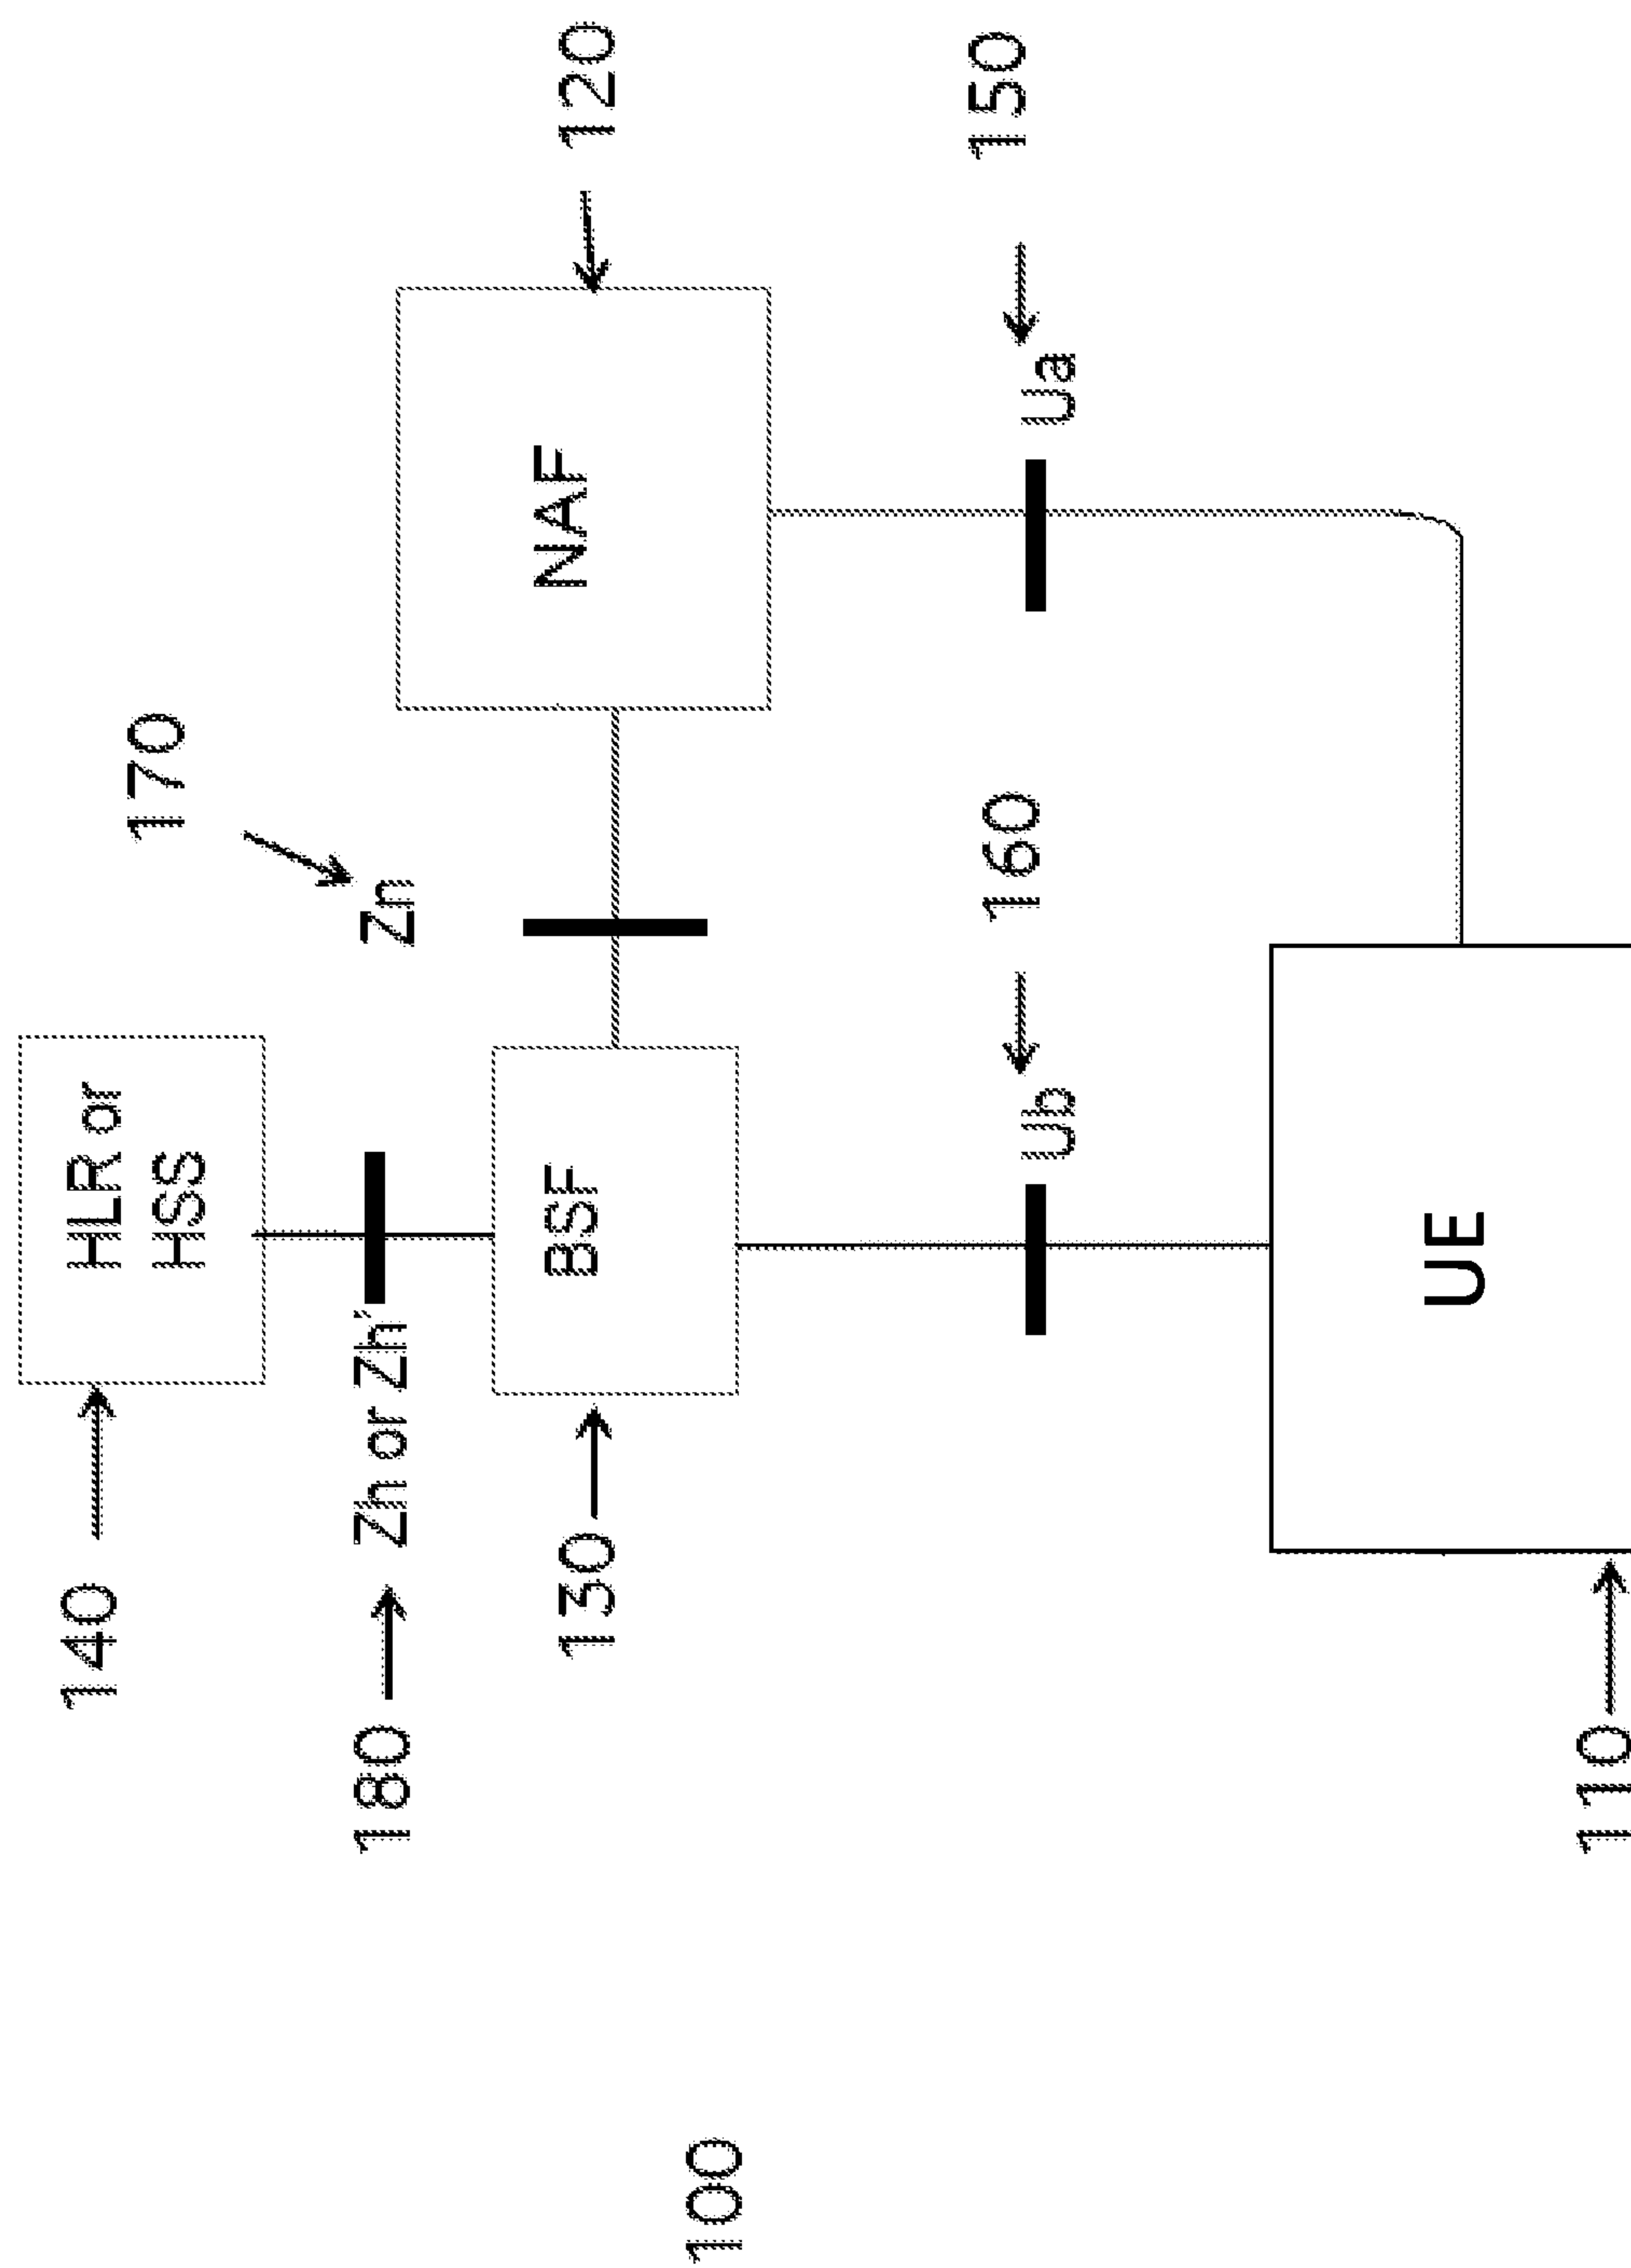 100
140
HLR or
HSS
180
Zh or Zh'
Zn
170
130
BSF
NAF
120
Ub
160
Ua
150
UE
110